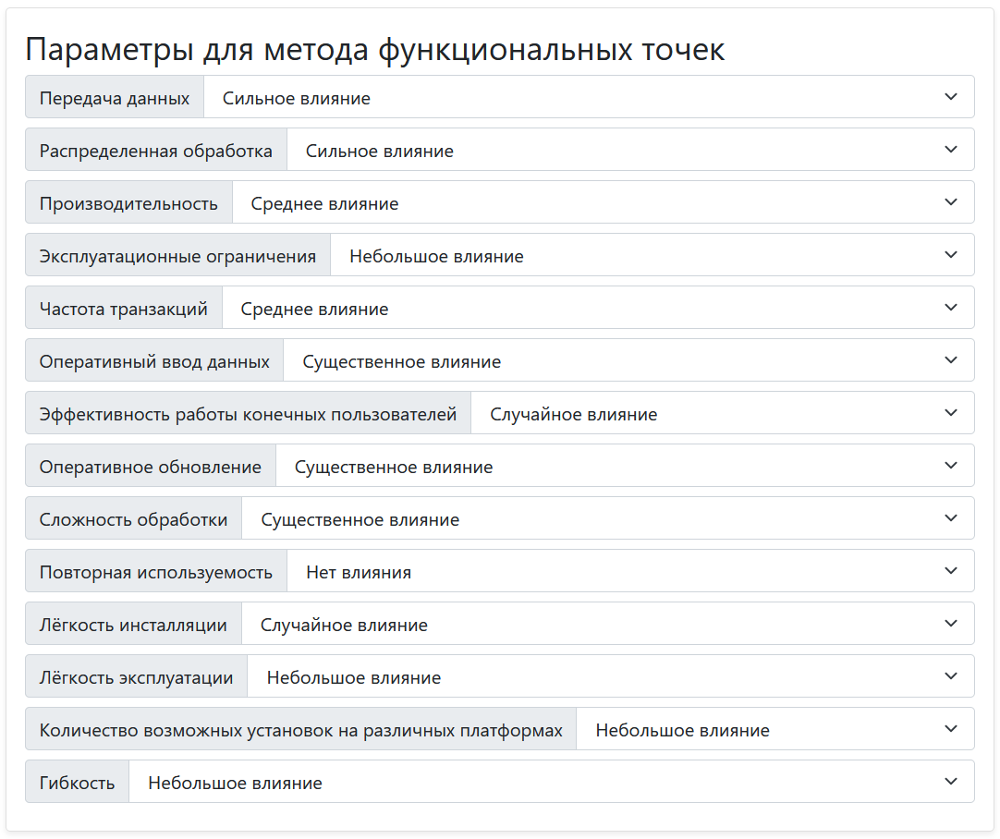 Параметры для метода функциональных точек
Передача данных Сильное влияние
Распределенная обработка Сильное влияние
Производительность Среднее влияние
Эксплуатационные ограничения Небольшое влияние
Частота транзакций Среднее влияние
Оперативный ввод данных Существенное влияние
Эффективность работы конечных пользователей Случайное влияние
Оперативное обновление Существенное влияние
Сложность обработки Существенное влияние
Повторная используемость Нет влияния
Лёгкость инсталляции Случайное влияние
Лёгкость эксплуатации Небольшое влияние
Количество возможных установок на различных платформах Небольшое влияние
Гибкость Небольшое влияние